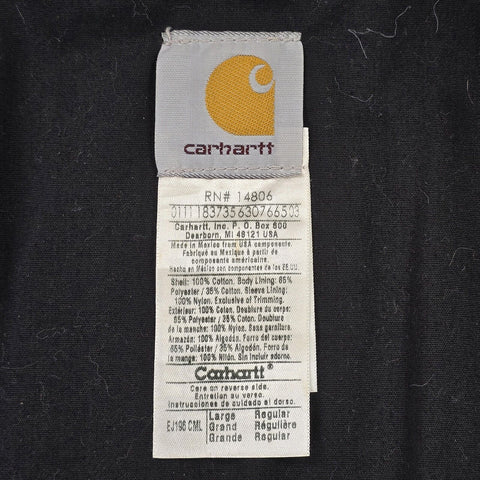 carhartt
RN# 14806
01111837356307665 03
Carhartt, Inc. P. O. Box 600
Dearborn, MI 48121 USA
Made in Mexico from USA components.
Fabriqué au Mexique à partir de
composante américaine.
Hecho en México con componentes de los EE.UU.
Shell: 100% Cotton. Body Lining: 65%
Polyester / 35% Cotton. Sleeve Lining:
100% Nylon. Exclusive of Trimming.
Extérieur: 100% Coton. Doublure du corps:
65% Polyester / 35% Coton. Doublure
de la manche: 100% Nylon. Sans garniture.
Armazón: 100% Algodón. Forro del cuerpo:
65% Poliéster / 35% Algodón. Forro de la
manga: 100% Nilón. Sin incluir adornos.
Carhartt®
Care on reverse side.
Entretien au verso.
Instrucciones de cuidado al dorso.
EJ196 CML
Large Regular
Grand Régulière
Grande Regular